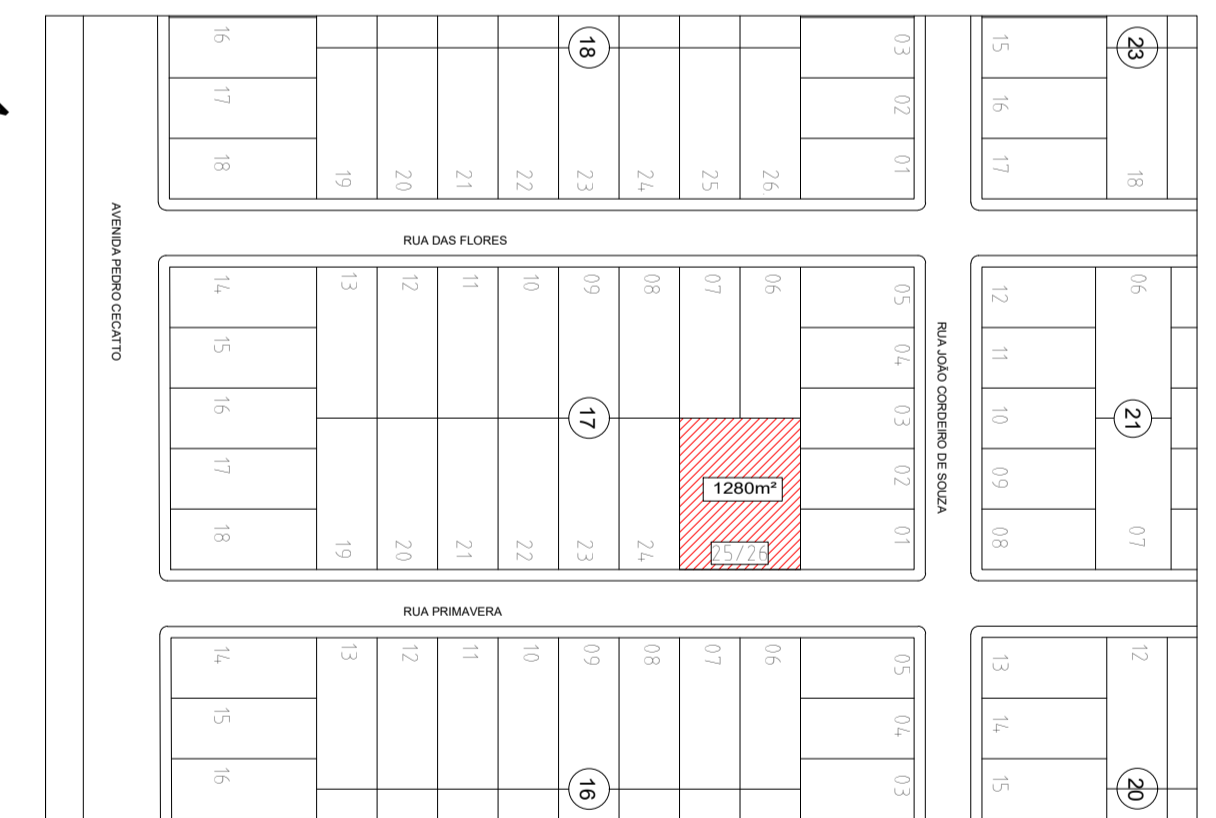 16 18 03 15 23
17 02 16
18 19 20 21 22 23 24 25 26 01 17 18
AVENIDA PEDRO CECATTO
RUA DAS FLORES
14 13 12 11 10 09 08 07 06 05 12 06
15 04 11
RUA JOÃO CORDEIRO DE SOUZA
16 17 03 10 21
17 1280m² 02 09
18 19 20 21 22 23 24 25/26 01 08 07
RUA PRIMAVERA
14 13 12 11 10 09 08 07 06 05 13 12
15 04 14
16 16 03 15 20